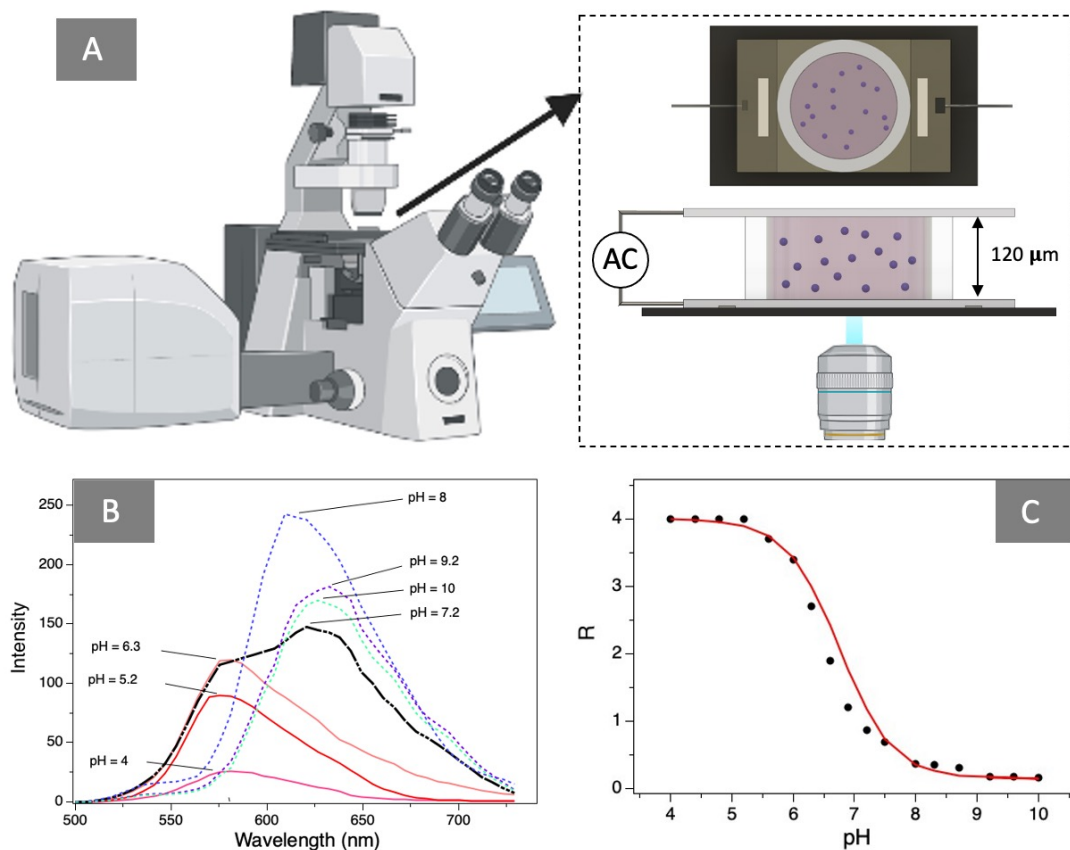 A
AC
120 μm
B
pH = 8
pH = 9.2
pH = 10
pH = 7.2
pH = 6.3
pH = 5.2
pH = 4
250
200
150
100
50
0
Intensity
500
550
600
650
700
Wavelength (nm)
C
4
3
2
1
0
R
4
5
6
7
8
9
10
pH